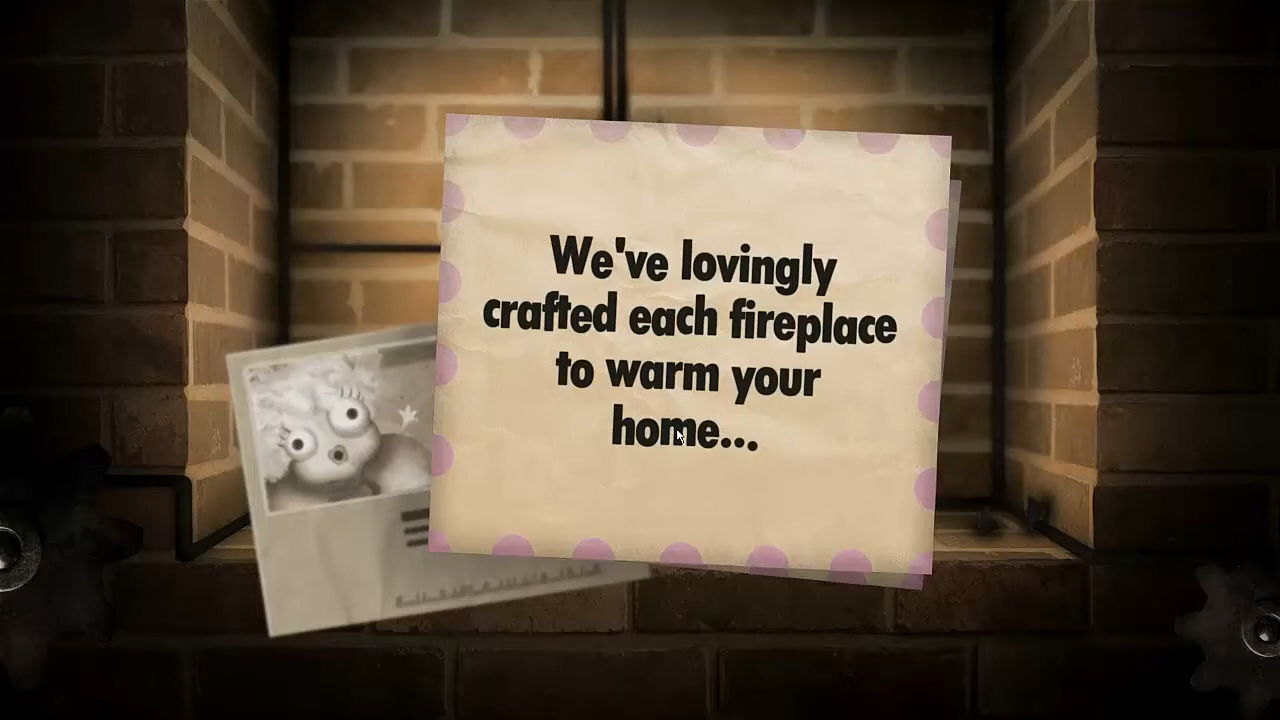 We've lovingly
crafted each fireplace
to warm your
home...